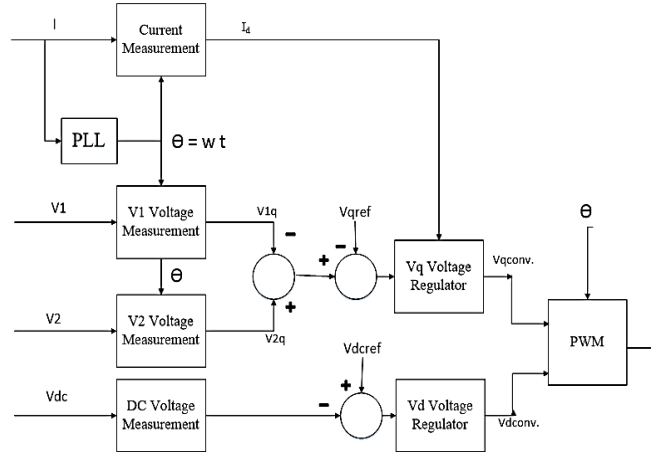 I
Current
Measurement
Id
PLL
Θ = w t
V1
V1 Voltage
Measurement
V1q
-
Vqref
-
+
Vq Voltage
Regulator
Vqconv.
Θ
Θ
+
V2
V2 Voltage
Measurement
V2q
PWM
Vdcref
+
Vdc
DC Voltage
Measurement
-
Vd Voltage
Regulator
Vdconv.